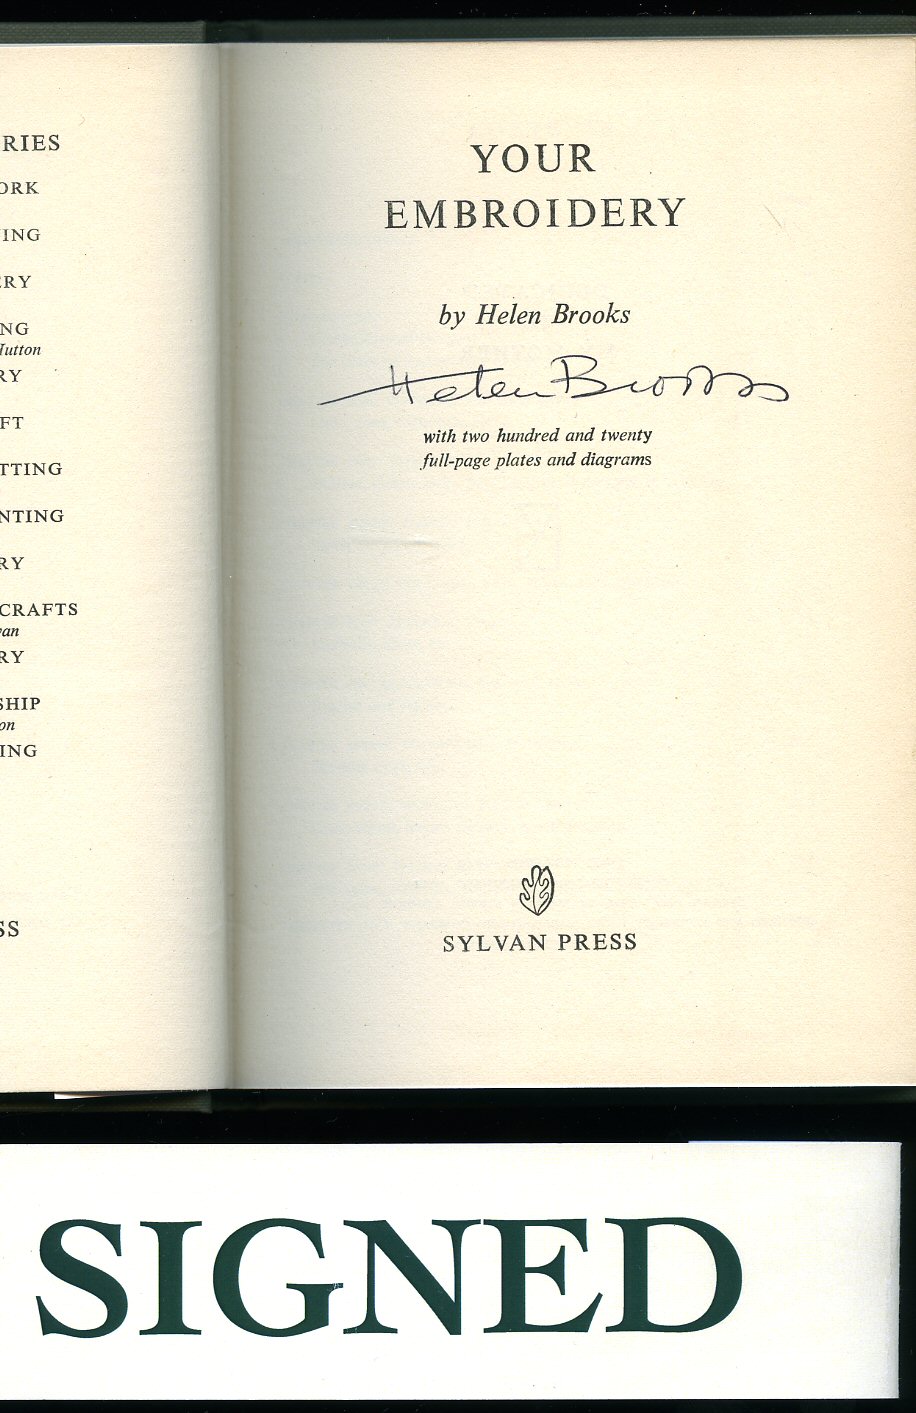 RIES
ORK
ING
ERY
NG
Hutton
RY
FT
TTING
NTING
RY
CRAFTS
van
RY
SHIP
on
ING
SS
YOUR
EMBROIDERY
by Helen Brooks
Helen Brooks
with two hundred and twenty
full-page plates and diagrams
SYLVAN PRESS
SIGNED